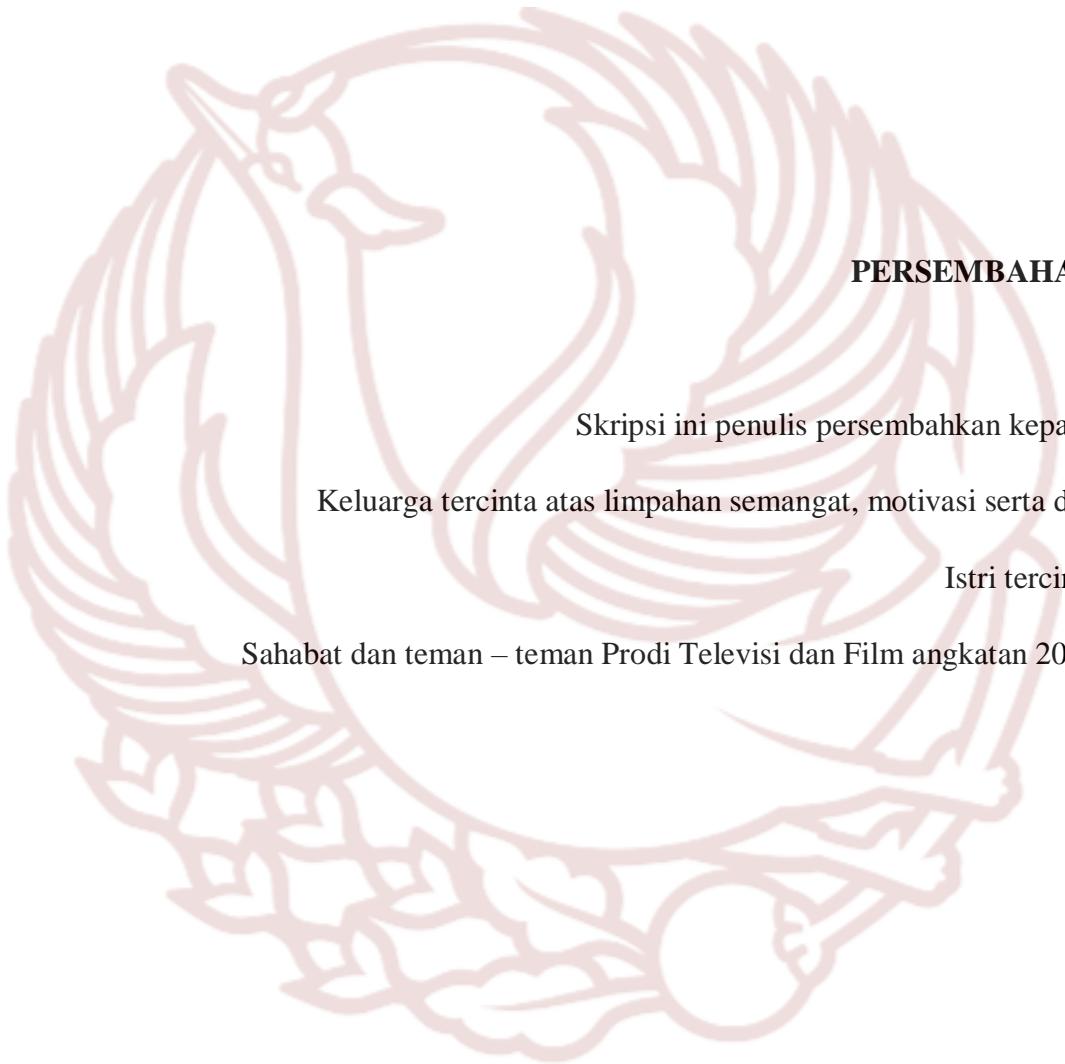 PERSEMBAHA
Skripsi ini penulis persembahkan kepa
Keluarga tercinta atas limpahan semangat, motivasi serta d
Istri tercin
Sahabat dan teman – teman Prodi Televisi dan Film angkatan 20